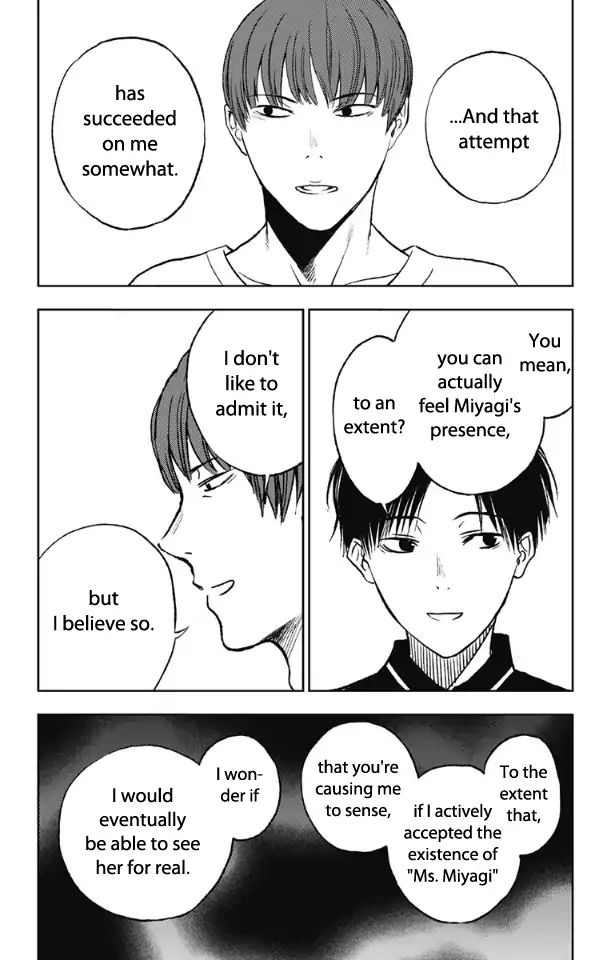 ...And that
attempt
has
succeeded
on me
somewhat.
You
mean,
you can
actually
feel Miyagi's
presence,
to an
extent?
I don't
like to
admit it,
but
I believe so.
To the
extent
that,
if I actively
accepted the
existence of
"Ms. Miyagi"
that you're
causing me
to sense,
I won-
der if
I would
eventually
be able to see
her for real.